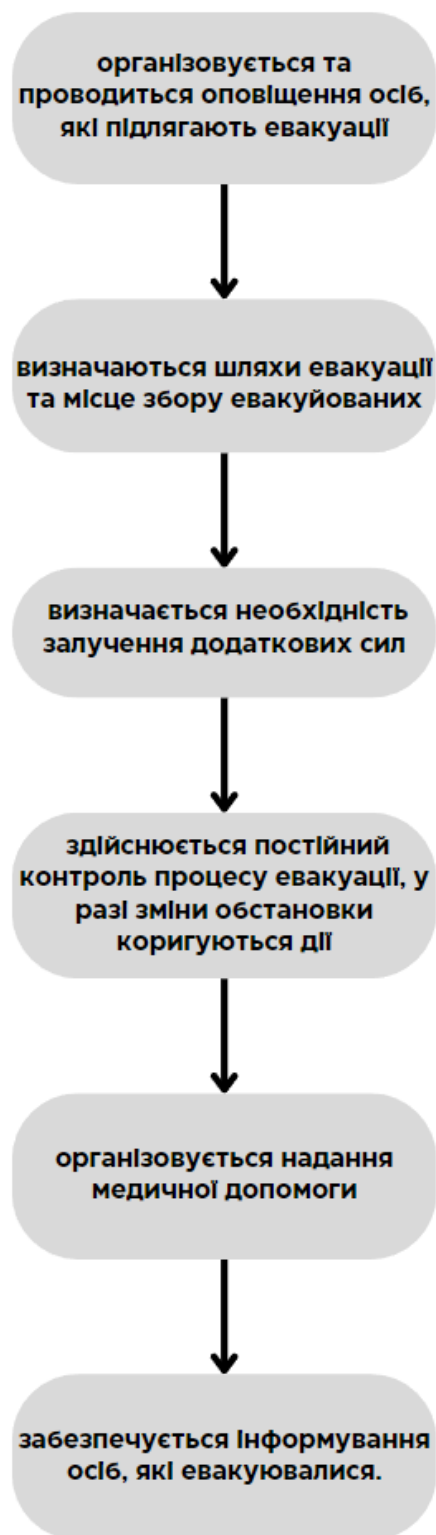 організовується та
проводиться оповіщення осіб,
які підлягають евакуації
визначаються шляхи евакуації
та місце збору евакуйованих
визначається необхідність
залучення додаткових сил
здійснюється постійний
контроль процесу евакуації, у
разі зміни обстановки
коригуються дії
організовується надання
медичної допомоги
забезпечується інформування
осіб, які евакуювалися.